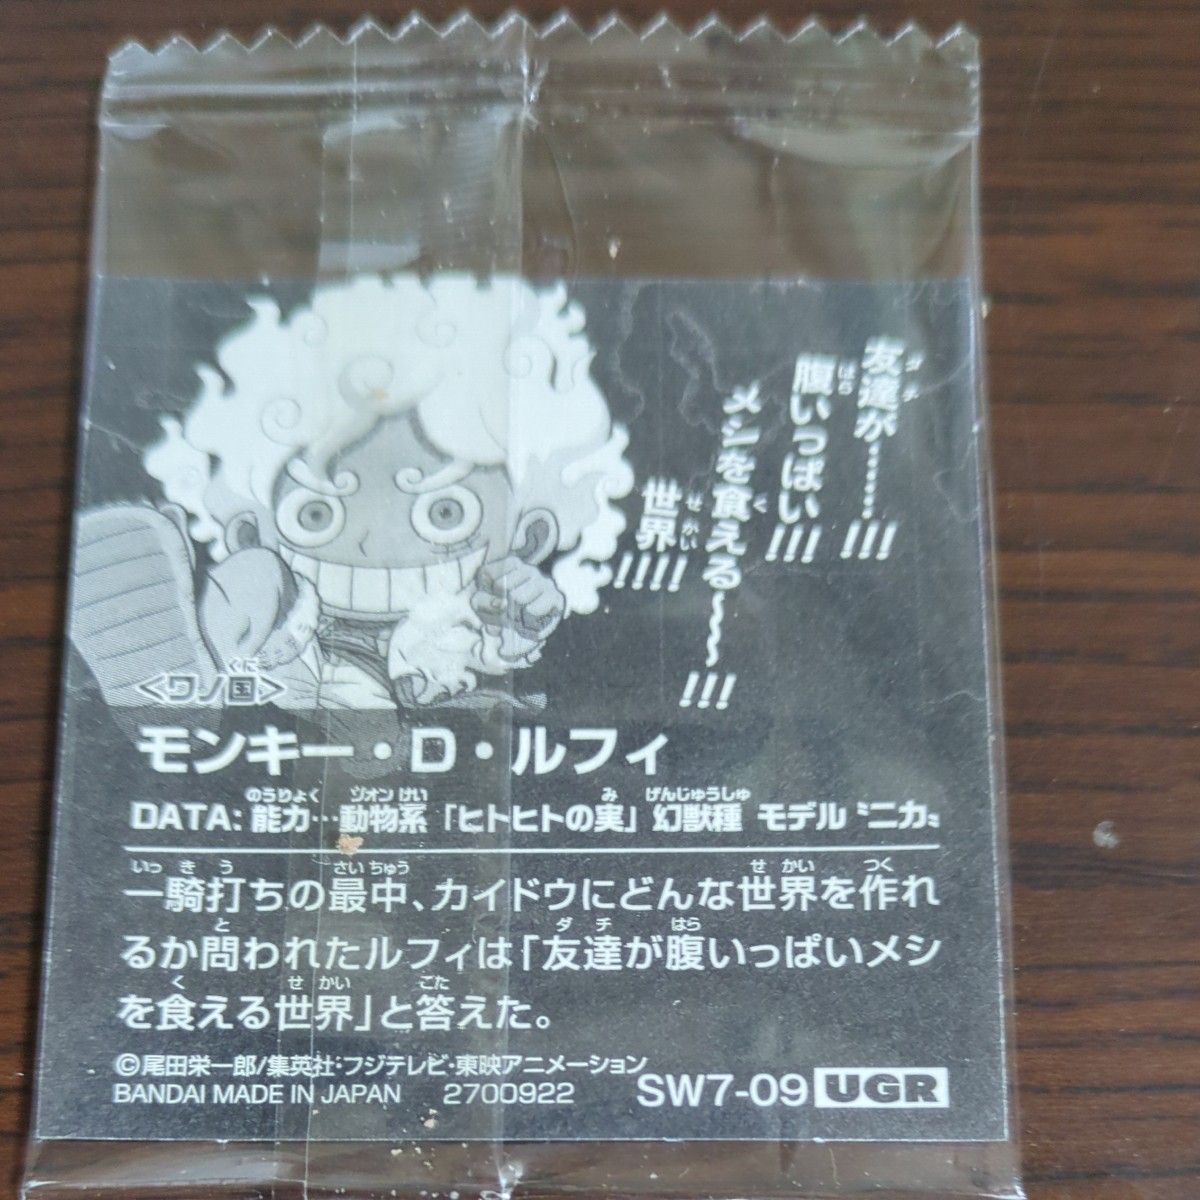 友達が……!!!
腹いっぱい!!!
メシを食える〜〜〜!!!
世界!!!!
<ワノ国>
モンキー・D・ルフィ
DATA: 能力…動物系「ヒトヒトの実」幻獣種 モデル〝ニカ〟
一騎打ちの最中、カイドウにどんな世界を作れ
るか問われたルフィは「友達が腹いっぱいメシ
を食える世界」と答えた。
©尾田栄一郎/集英社・フジテレビ・東映アニメーション
BANDAI MADE IN JAPAN 2700922 SW7-09 UGR